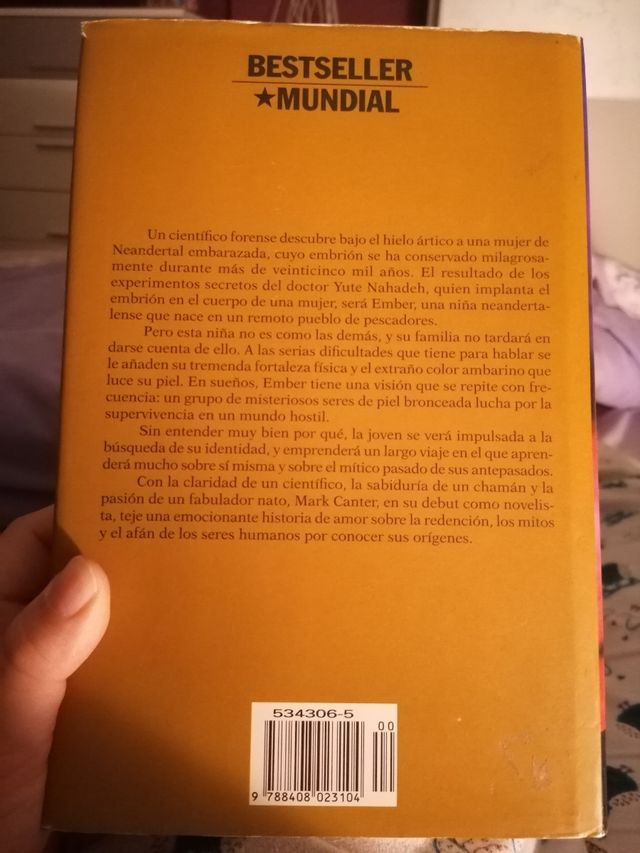 BESTSELLER
★MUNDIAL
Un científico forense descubre bajo el hielo ártico a una mujer de
Neandertal embarazada, cuyo embrión se ha conservado milagrosa-
mente durante más de veinticinco mil años. El resultado de los
experimentos secretos del doctor Yute Nahadeh, quien implanta el
embrión en el cuerpo de una mujer, será Ember, una niña neanderta-
lense que nace en un remoto pueblo de pescadores.
Pero esta niña no es como las demás, y su familia no tardará en
darse cuenta de ello. A las serias dificultades que tiene para hablar se
le añaden su tremenda fortaleza física y el extraño color ambarino que
luce su piel. En sueños, Ember tiene una visión que se repite con fre-
cuencia: un grupo de misteriosos seres de piel bronceada lucha por la
supervivencia en un mundo hostil.
Sin entender muy bien por qué, la joven se verá impulsada a la
búsqueda de su identidad, y emprenderá un largo viaje en el que apren-
derá mucho sobre sí misma y sobre el mítico pasado de sus antepasados.
Con la claridad de un científico, la sabiduría de un chamán y la
pasión de un fabulador nato, Mark Canter, en su debut como novelis-
ta, teje una emocionante historia de amor sobre la redención, los mitos
y el afán de los seres humanos por conocer sus orígenes.
534306-5
00
9 788408 023104